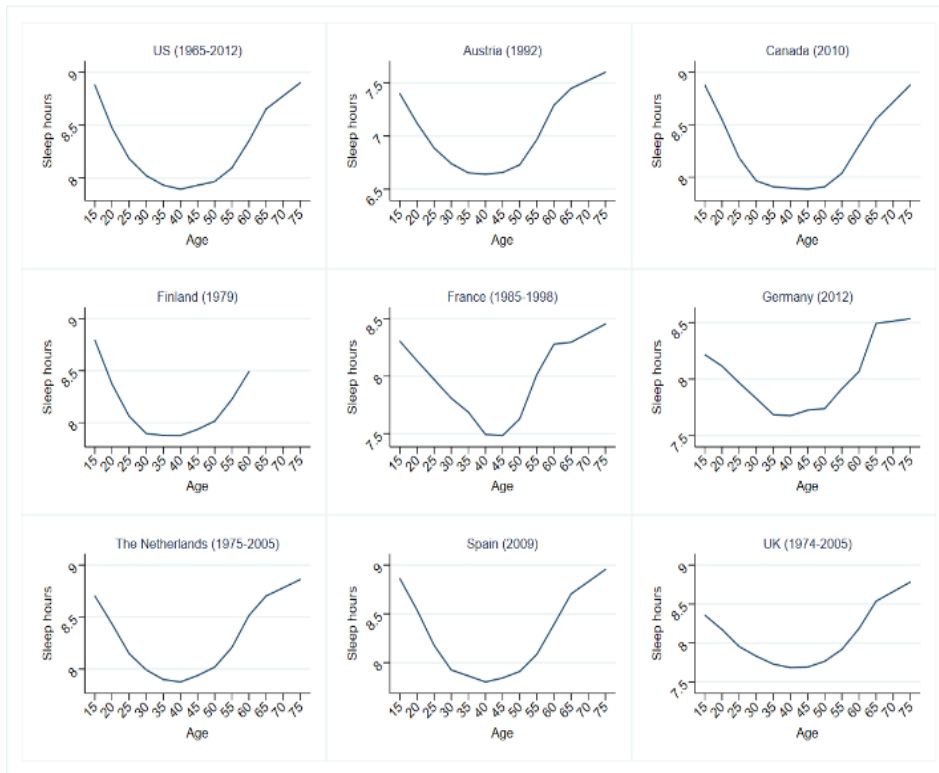 US (1965-2012)
Sleep hours
9
8.5
8
15 20 25 30 35 40 45 50 55 60 65 70 75
Age
Austria (1992)
Sleep hours
7.5
7
6.5
15 20 25 30 35 40 45 50 55 60 65 70 75
Age
Canada (2010)
Sleep hours
9
8.5
8
15 20 25 30 35 40 45 50 55 60 65 70 75
Age
Finland (1979)
Sleep hours
9
8.5
8
15 20 25 30 35 40 45 50 55 60 65 70 75
Age
France (1985-1998)
Sleep hours
8.5
8
7.5
15 20 25 30 35 40 45 50 55 60 65 70 75
Age
Germany (2012)
Sleep hours
8.5
8
7.5
15 20 25 30 35 40 45 50 55 60 65 70 75
Age
The Netherlands (1975-2005)
Sleep hours
9
8.5
8
15 20 25 30 35 40 45 50 55 60 65 70 75
Age
Spain (2009)
Sleep hours
9
8.5
8
15 20 25 30 35 40 45 50 55 60 65 70 75
Age
UK (1974-2005)
Sleep hours
9
8.5
8
7.5
15 20 25 30 35 40 45 50 55 60 65 70 75
Age